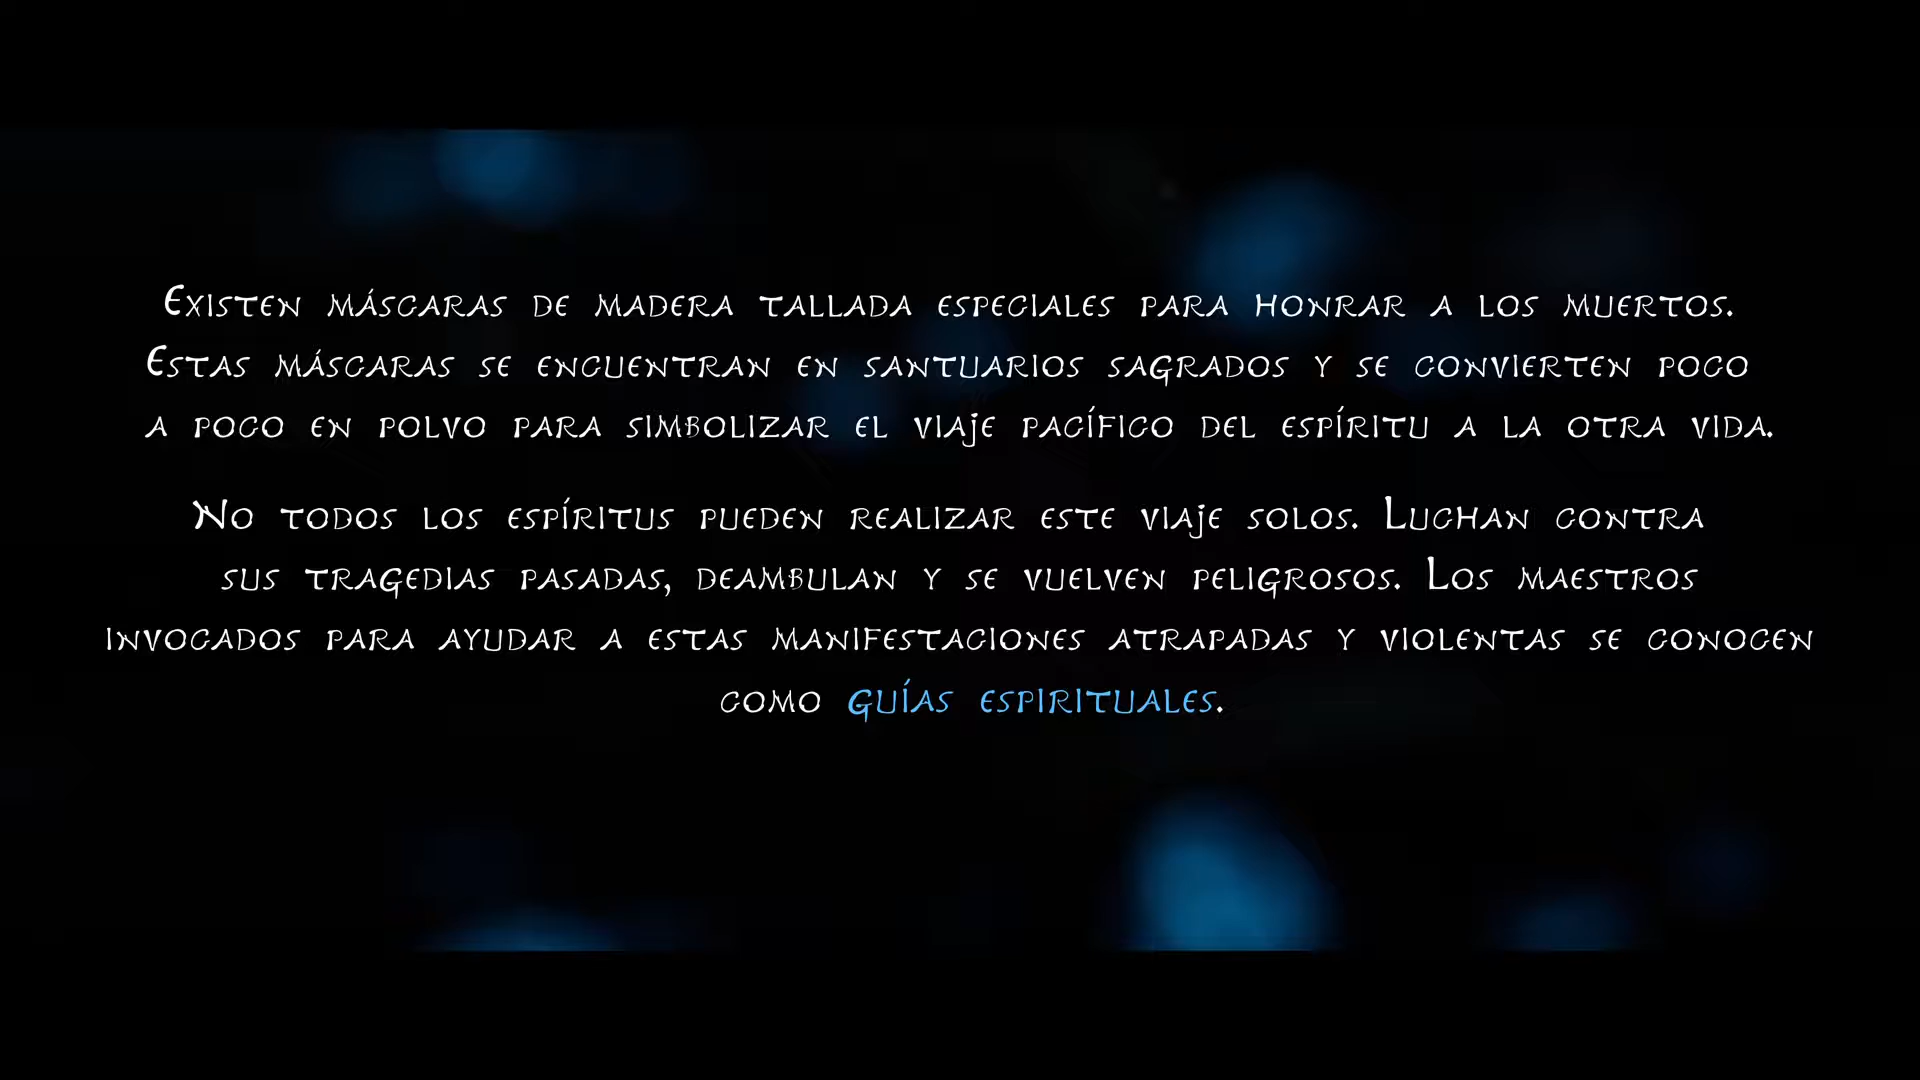 Existen máscaras de madera tallada especiales para honrar a los muertos.
Estas máscaras se encuentran en santuarios sagrados y se convierten poco
a poco en polvo para simbolizar el viaje pacífico del espíritu a la otra vida.
No todos los espíritus pueden realizar este viaje solos. Luchan contra
sus tragedias pasadas, deambulan y se vuelven peligrosos. Los maestros
invocados para ayudar a estas manifestaciones atrapadas y violentas se conocen
como guías espirituales.